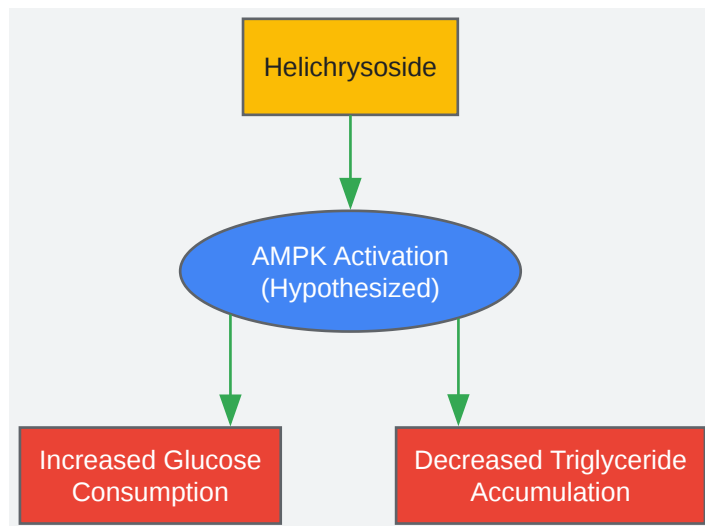 Helichrysoside
AMPK Activation
(Hypothesized)
Increased Glucose
Consumption
Decreased Triglyceride
Accumulation